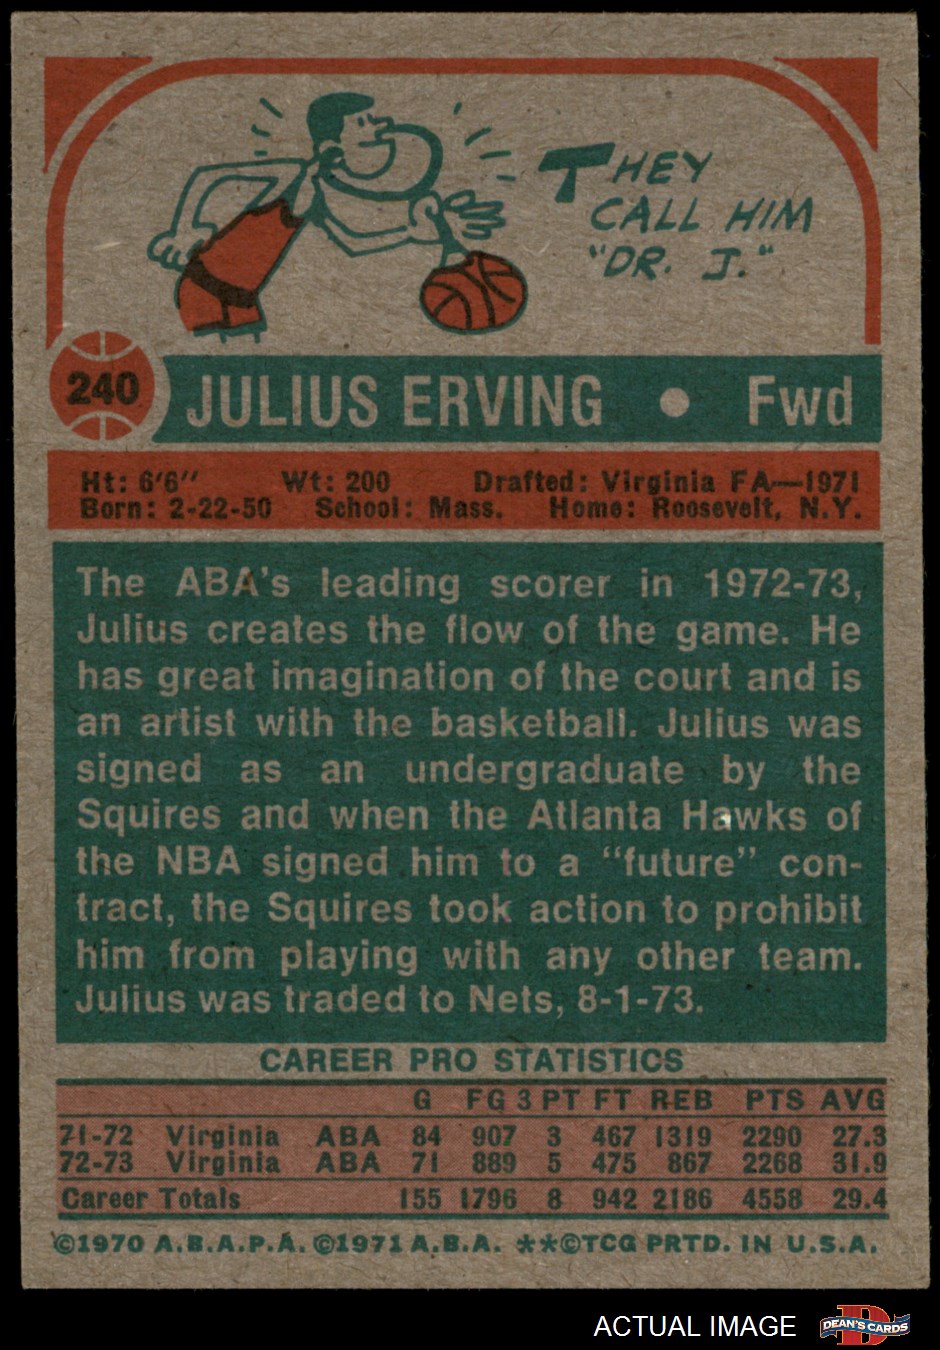 THEY
CALL HIM
"DR. J."
240
JULIUS ERVING • Fwd
Ht: 6'6'' Wt: 200 Drafted: Virginia FA—1971
Born: 2-22-50 School: Mass. Home: Roosevelt, N.Y.
The ABA's leading scorer in 1972-73,
Julius creates the flow of the game. He
has great imagination of the court and is
an artist with the basketball. Julius was
signed as an undergraduate by the
Squires and when the Atlanta Hawks of
the NBA signed him to a "future" con-
tract, the Squires took action to prohibit
him from playing with any other team.
Julius was traded to Nets, 8-1-73.
CAREER PRO STATISTICS
G FG 3 PT FT REB PTS AVG
71-72 Virginia ABA 84 907 3 467 1319 2290 27.3
72-73 Virginia ABA 71 889 5 475 867 2268 31.9
Career Totals 155 1796 8 942 2186 4558 29.4
©1970 A.B.A.P.A. ©1971 A.B.A. **©TCG PRTD. IN U.S.A.
ACTUAL IMAGE
D
DEAN'S CARDS